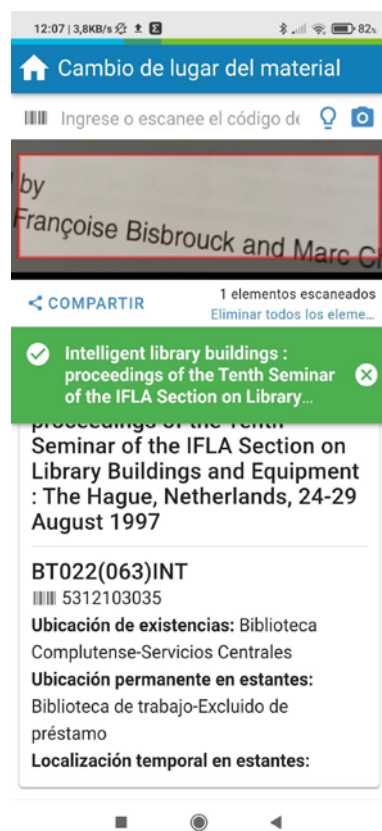 12:07 | 3,8KB/s
82%
Cambio de lugar del material
Ingrese o escanee el código de
by
Françoise Bisbrouck and Marc Ch
COMPARTIR
1 elementos escaneados
Eliminar todos los eleme...
Intelligent library buildings :
proceedings of the Tenth Seminar
of the IFLA Section on Library...
proceedings of the Tenth
Seminar of the IFLA Section on
Library Buildings and Equipment
: The Hague, Netherlands, 24-29
August 1997
BT022(063)INT
5312103035
Ubicación de existencias: Biblioteca
Complutense-Servicios Centrales
Ubicación permanente en estantes:
Biblioteca de trabajo-Excluido de
préstamo
Localización temporal en estantes: